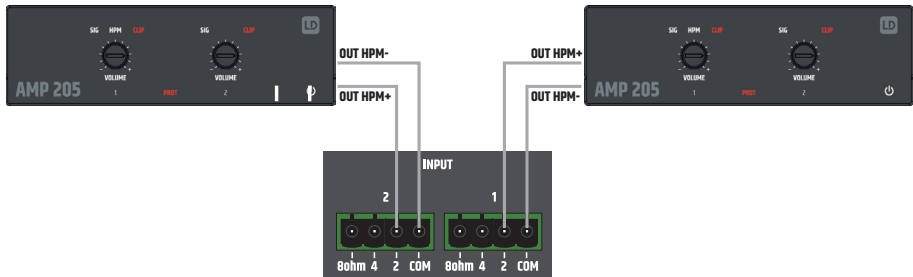 SIG HPM CLIP SIG CLIP LD
VOLUME VOLUME
AMP 205 1 PROT 2
OUT HPM-
OUT HPM+
SIG HPM CLIP SIG CLIP LD
VOLUME VOLUME
AMP 205 1 PROT 2
OUT HPM+
OUT HPM-
INPUT
2 1
8ohm 4 2 COM 8ohm 4 2 COM